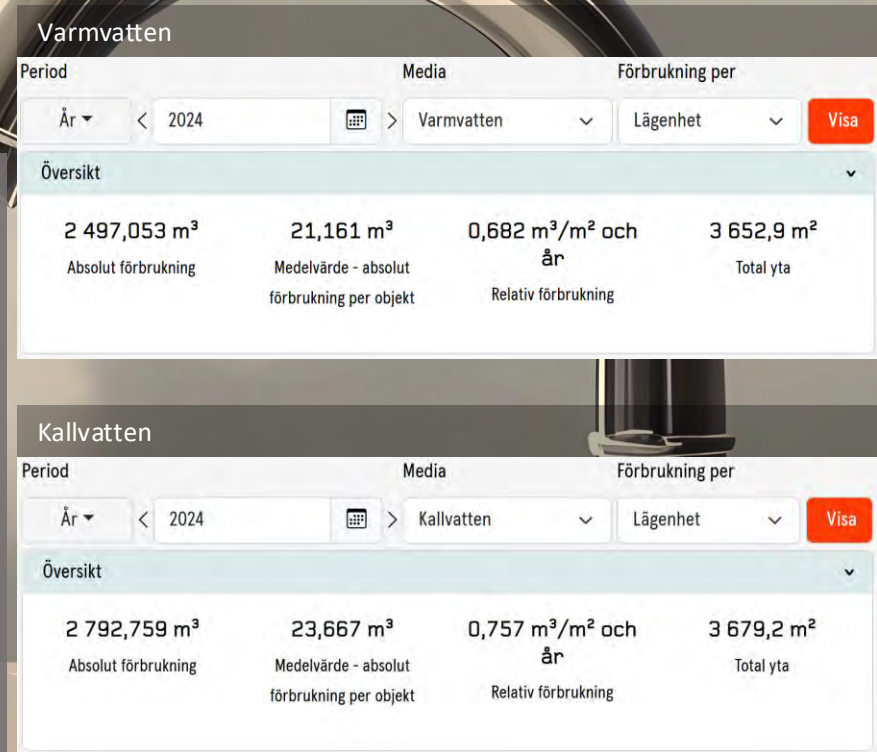 Varmvatten
Period Media Förbrukning per
År 2024 Varmvatten Lägenhet Visa
Översikt
2 497,053 m³ 21,161 m³ 0,682 m³/m² och år 3 652,9 m²
Absolut förbrukning Medelvärde - absolut förbrukning per objekt Relativ förbrukning Total yta
Kallvatten
Period Media Förbrukning per
År 2024 Kallvatten Lägenhet Visa
Översikt
2 792,759 m³ 23,667 m³ 0,757 m³/m² och år 3 679,2 m²
Absolut förbrukning Medelvärde - absolut förbrukning per objekt Relativ förbrukning Total yta